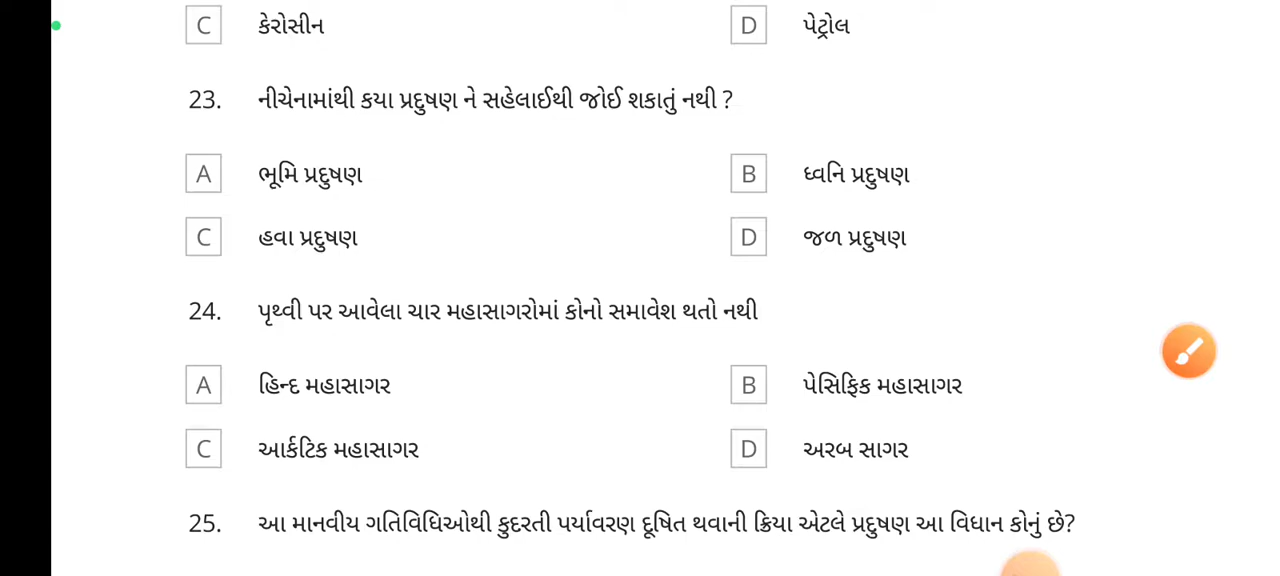 C કેરોસીન D પેટ્રોલ
23. નીચેનામાંથી કયા પ્રદુષણ ને સહેલાઈથી જોઈ શકાતું નથી ?
A ભૂમિ પ્રદુષણ B ધ્વનિ પ્રદુષણ
C હવા પ્રદુષણ D જળ પ્રદુષણ
24. પૃથ્વી પર આવેલા ચાર મહાસાગરોમાં કોનો સમાવેશ થતો નથી
A હિન્દ મહાસાગર B પેસિફિક મહાસાગર
C આર્કટિક મહાસાગર D અરબ સાગર
25. આ માનવીય ગતિવિધિઓથી કુદરતી પર્યાવરણ દૂષિત થવાની ક્રિયા એટલે પ્રદુષણ આ વિધાન કોનું છે?